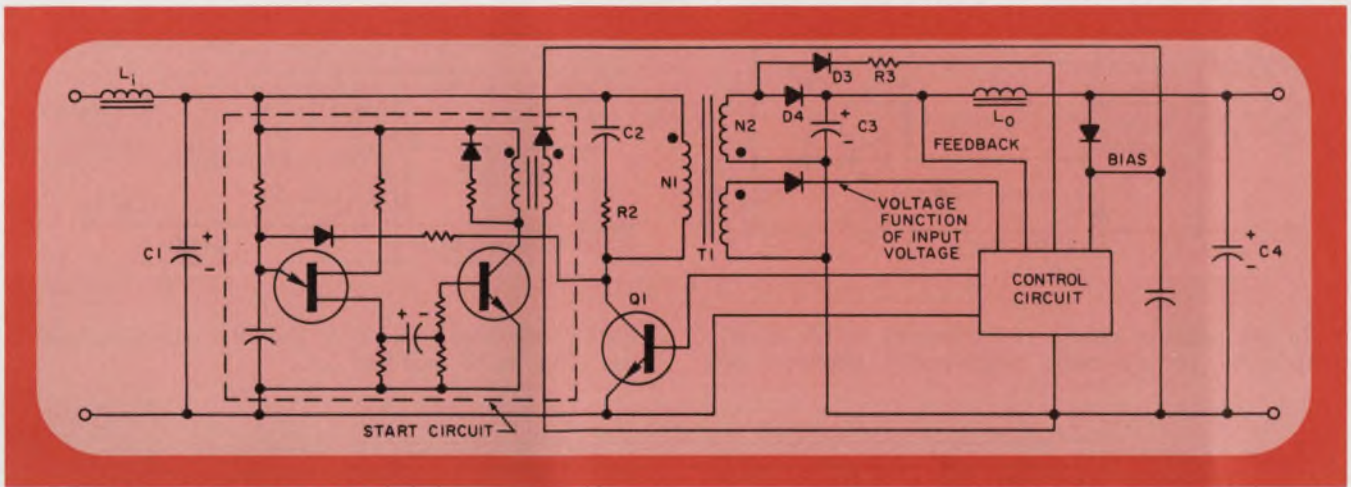 Li
C1
START CIRCUIT
C2
R2
N1
T1
Q1
N2
D3
R3
D4
C3
+
-
LO
FEEDBACK
BIAS
VOLTAGE
FUNCTION
OF INPUT
VOLTAGE
CONTROL
CIRCUIT
C4
+
-
+
-
+ -